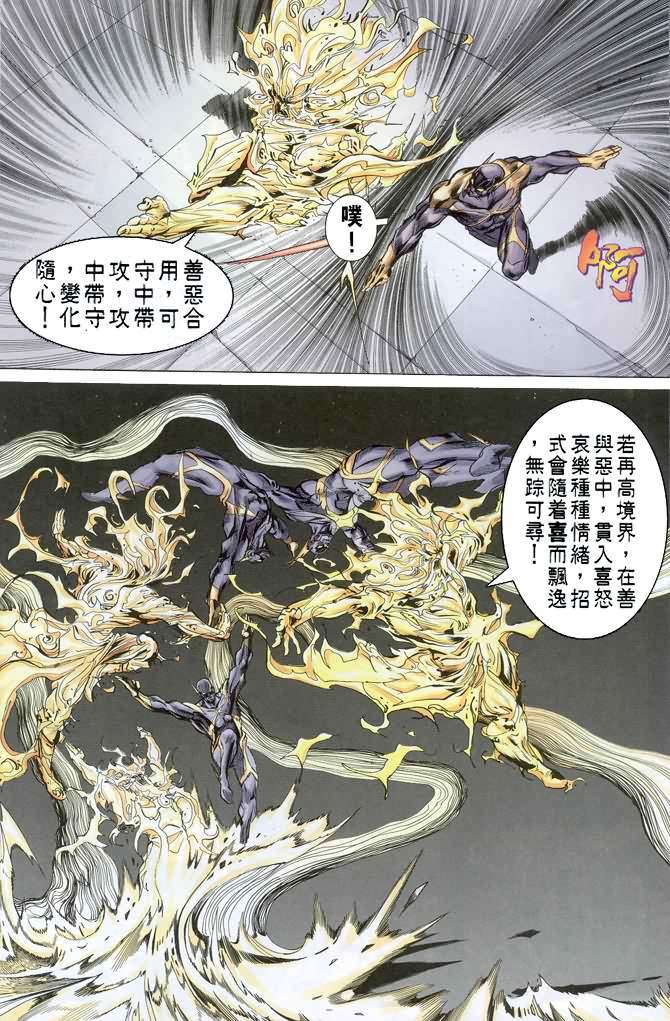 噗！
呵
善惡合
用，可
守中帶
攻，攻
中帶守
，變化
隨心！
若再高境界，在善
與惡中，貫入喜怒
哀樂種種情緒，招
式會隨着喜而飄逸
，無踪可尋！